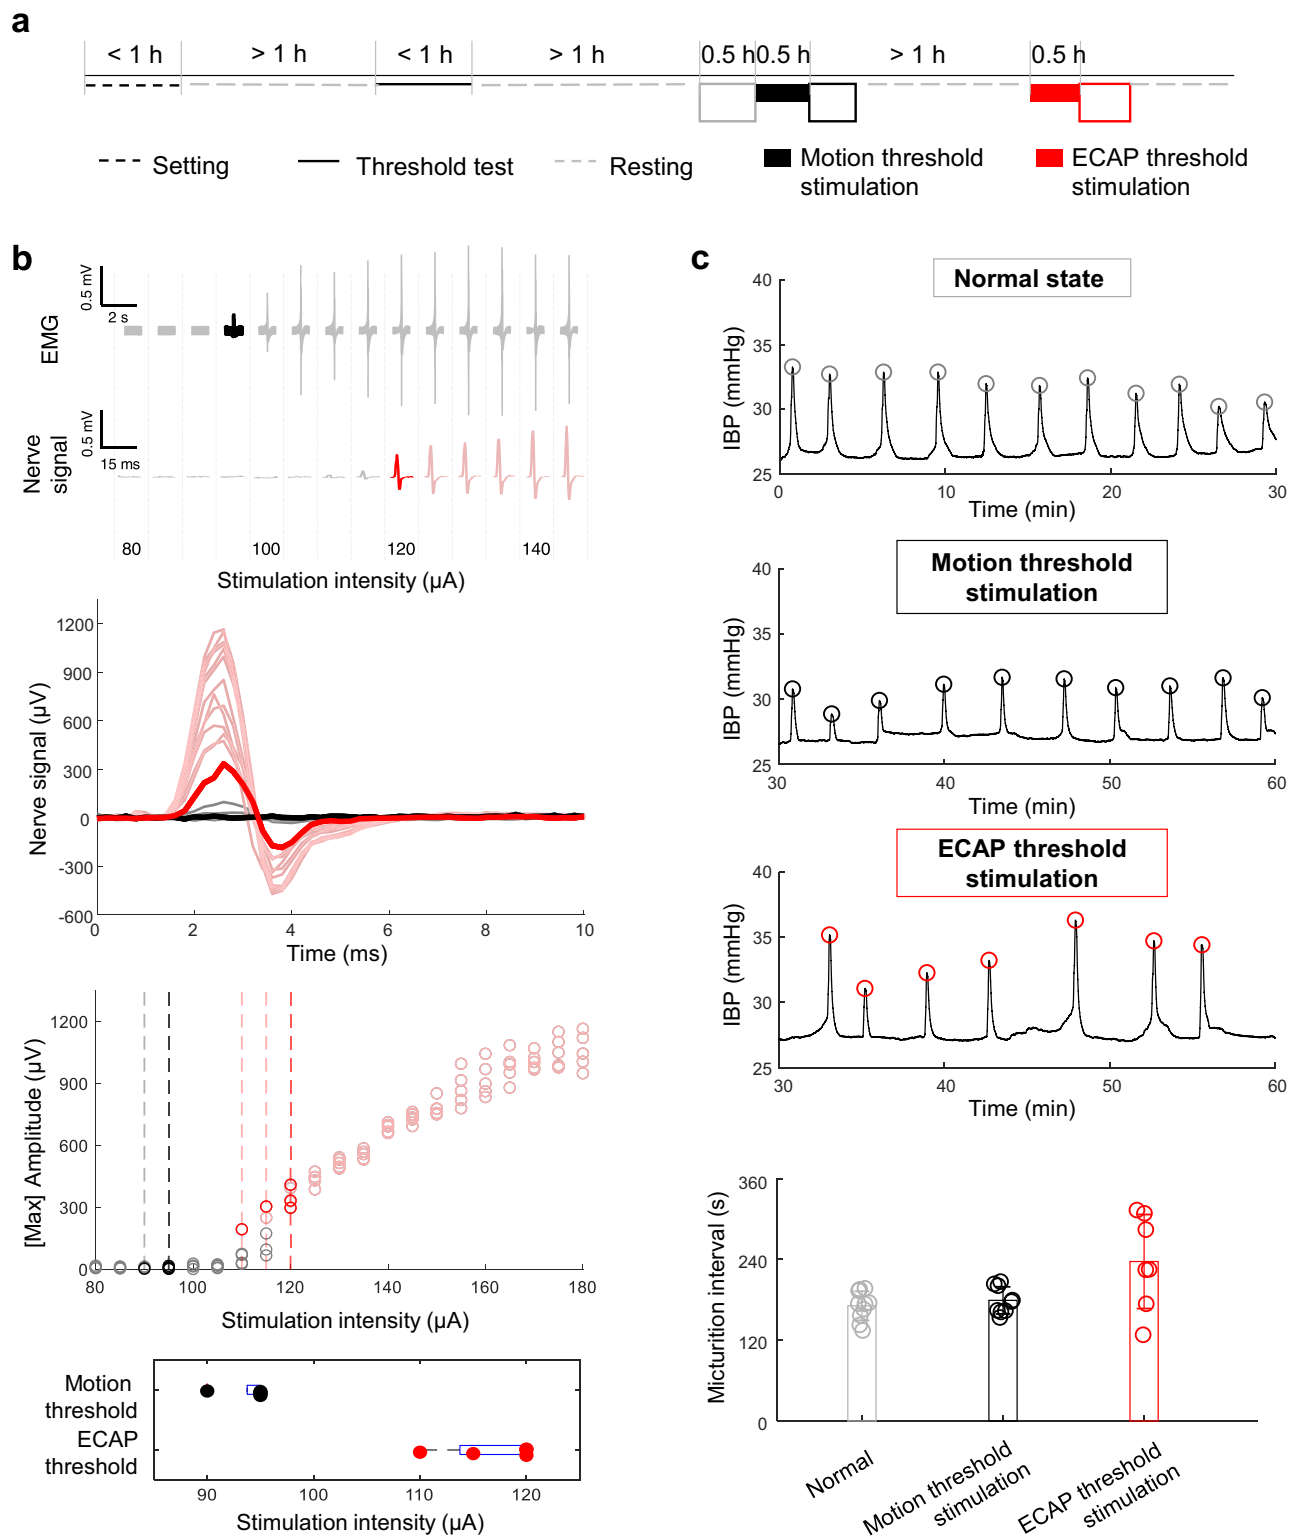 a
< 1 h
> 1 h
< 1 h
> 1 h
0.5 h
0.5 h
> 1 h
0.5 h
Setting
Threshold test
Resting
Motion threshold
stimulation
ECAP threshold
stimulation
b
0.5 mV
2 s
EMG
0.5 mV
15 ms
Nerve
signal
80
100
120
140
Stimulation intensity (µA)
1200
900
600
300
0
-300
-600
Nerve signal (µV)
0
2
4
6
8
10
Time (ms)
1200
900
600
300
0
[Max] Amplitude (µV)
80
100
120
140
160
180
Stimulation intensity (µA)
Motion
threshold
ECAP
threshold
90
100
110
120
Stimulation intensity (µA)
c
Normal state
40
35
30
25
IBP (mmHg)
0
10
20
30
Time (min)
Motion threshold
stimulation
40
35
30
25
IBP (mmHg)
30
40
50
60
Time (min)
ECAP threshold
stimulation
40
35
30
25
IBP (mmHg)
30
40
50
60
Time (min)
360
240
120
0
Micturition interval (s)
Normal
Motion threshold
stimulation
ECAP threshold
stimulation